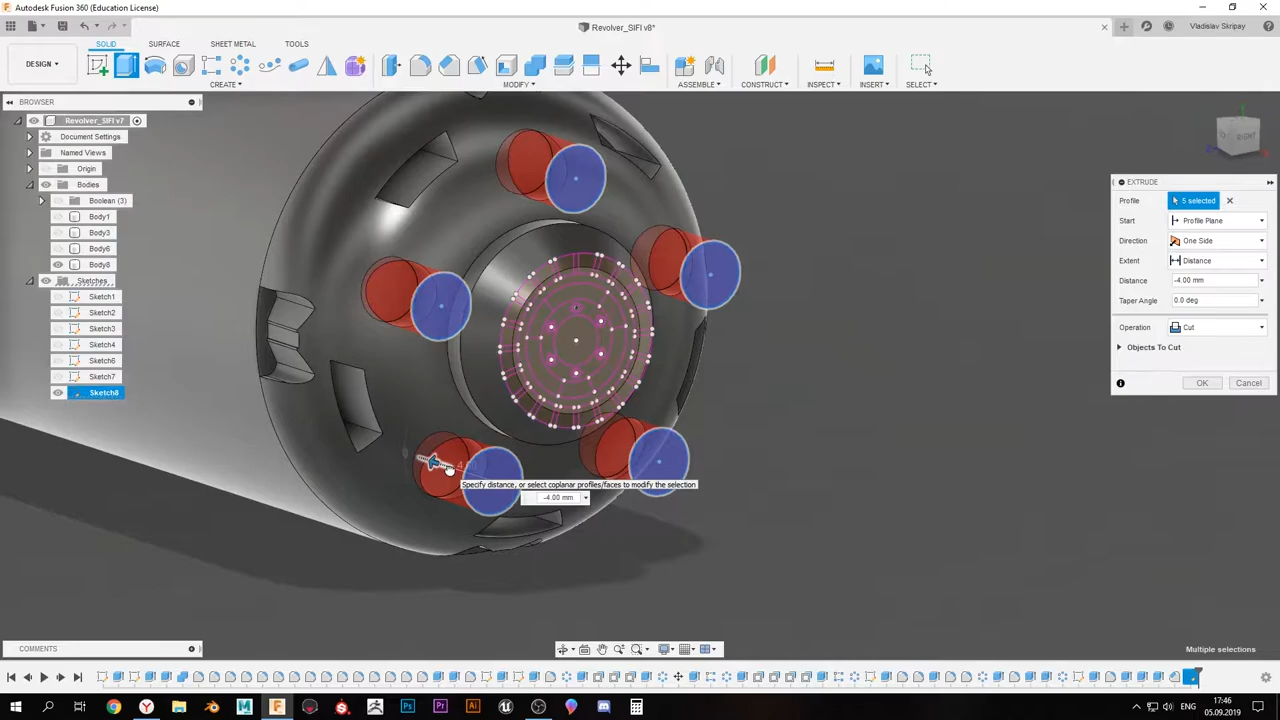 Autodesk Fusion 360 (Education License)
Revolver_SIFI v8*
Vladislav Skripay
SOLID SURFACE SHEET METAL TOOLS
DESIGN
CREATE MODIFY ASSEMBLE CONSTRUCT INSPECT INSERT SELECT
BROWSER
Revolver_SIFI v7
Document Settings
Named Views
Origin
Bodies
Boolean (3)
Body1
Body3
Body6
Body8
Sketches
Sketch1
Sketch2
Sketch3
Sketch4
Sketch6
Sketch7
Sketch8
RIGHT
EXTRUDE
Profile 5 selected
Start Profile Plane
Direction One Side
Extent Distance
Distance -4.00 mm
Taper Angle 0.0 deg
Operation Cut
Objects To Cut
OK Cancel
Specify distance, or select coplanar profiles/faces to modify the selection
-4.00 mm
COMMENTS
Multiple selections
17:46
ENG
05.09.2019